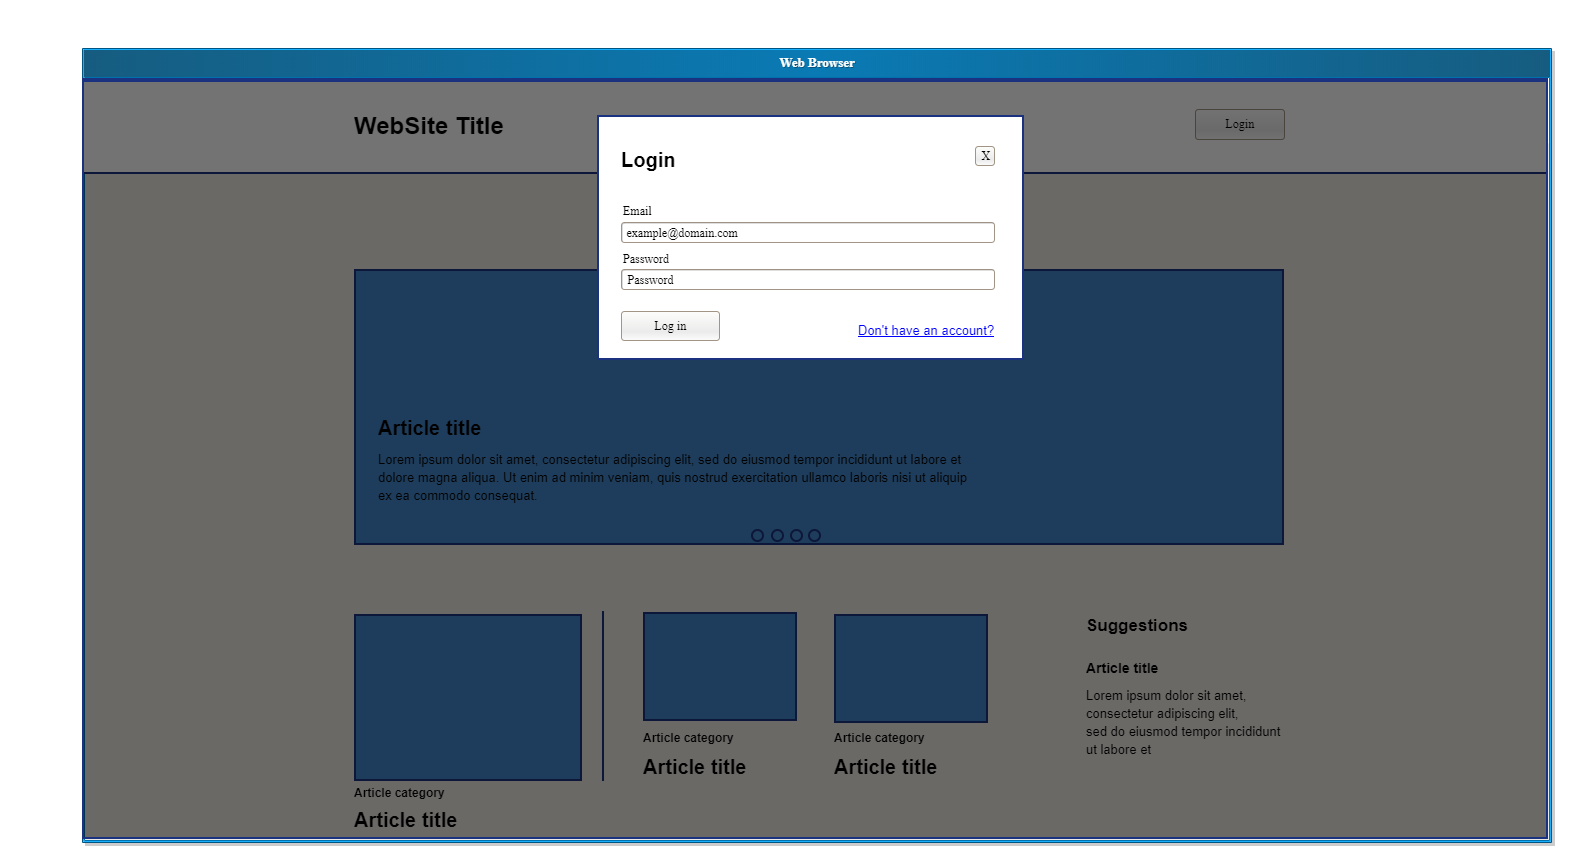 Web Browser
WebSite Title
Login
Login
X
Email
example@domain.com
Password
Password
Log in
Don't have an account?
Article title
Lorem ipsum dolor sit amet, consectetur adipiscing elit, sed do eiusmod tempor incididunt ut labore et
dolore magna aliqua. Ut enim ad minim veniam, quis nostrud exercitation ullamco laboris nisi ut aliquip
ex ea commodo consequat.
Article category
Article title
Article category
Article title
Article category
Article title
Suggestions
Article title
Lorem ipsum dolor sit amet,
consectetur adipiscing elit,
sed do eiusmod tempor incididunt
ut labore et